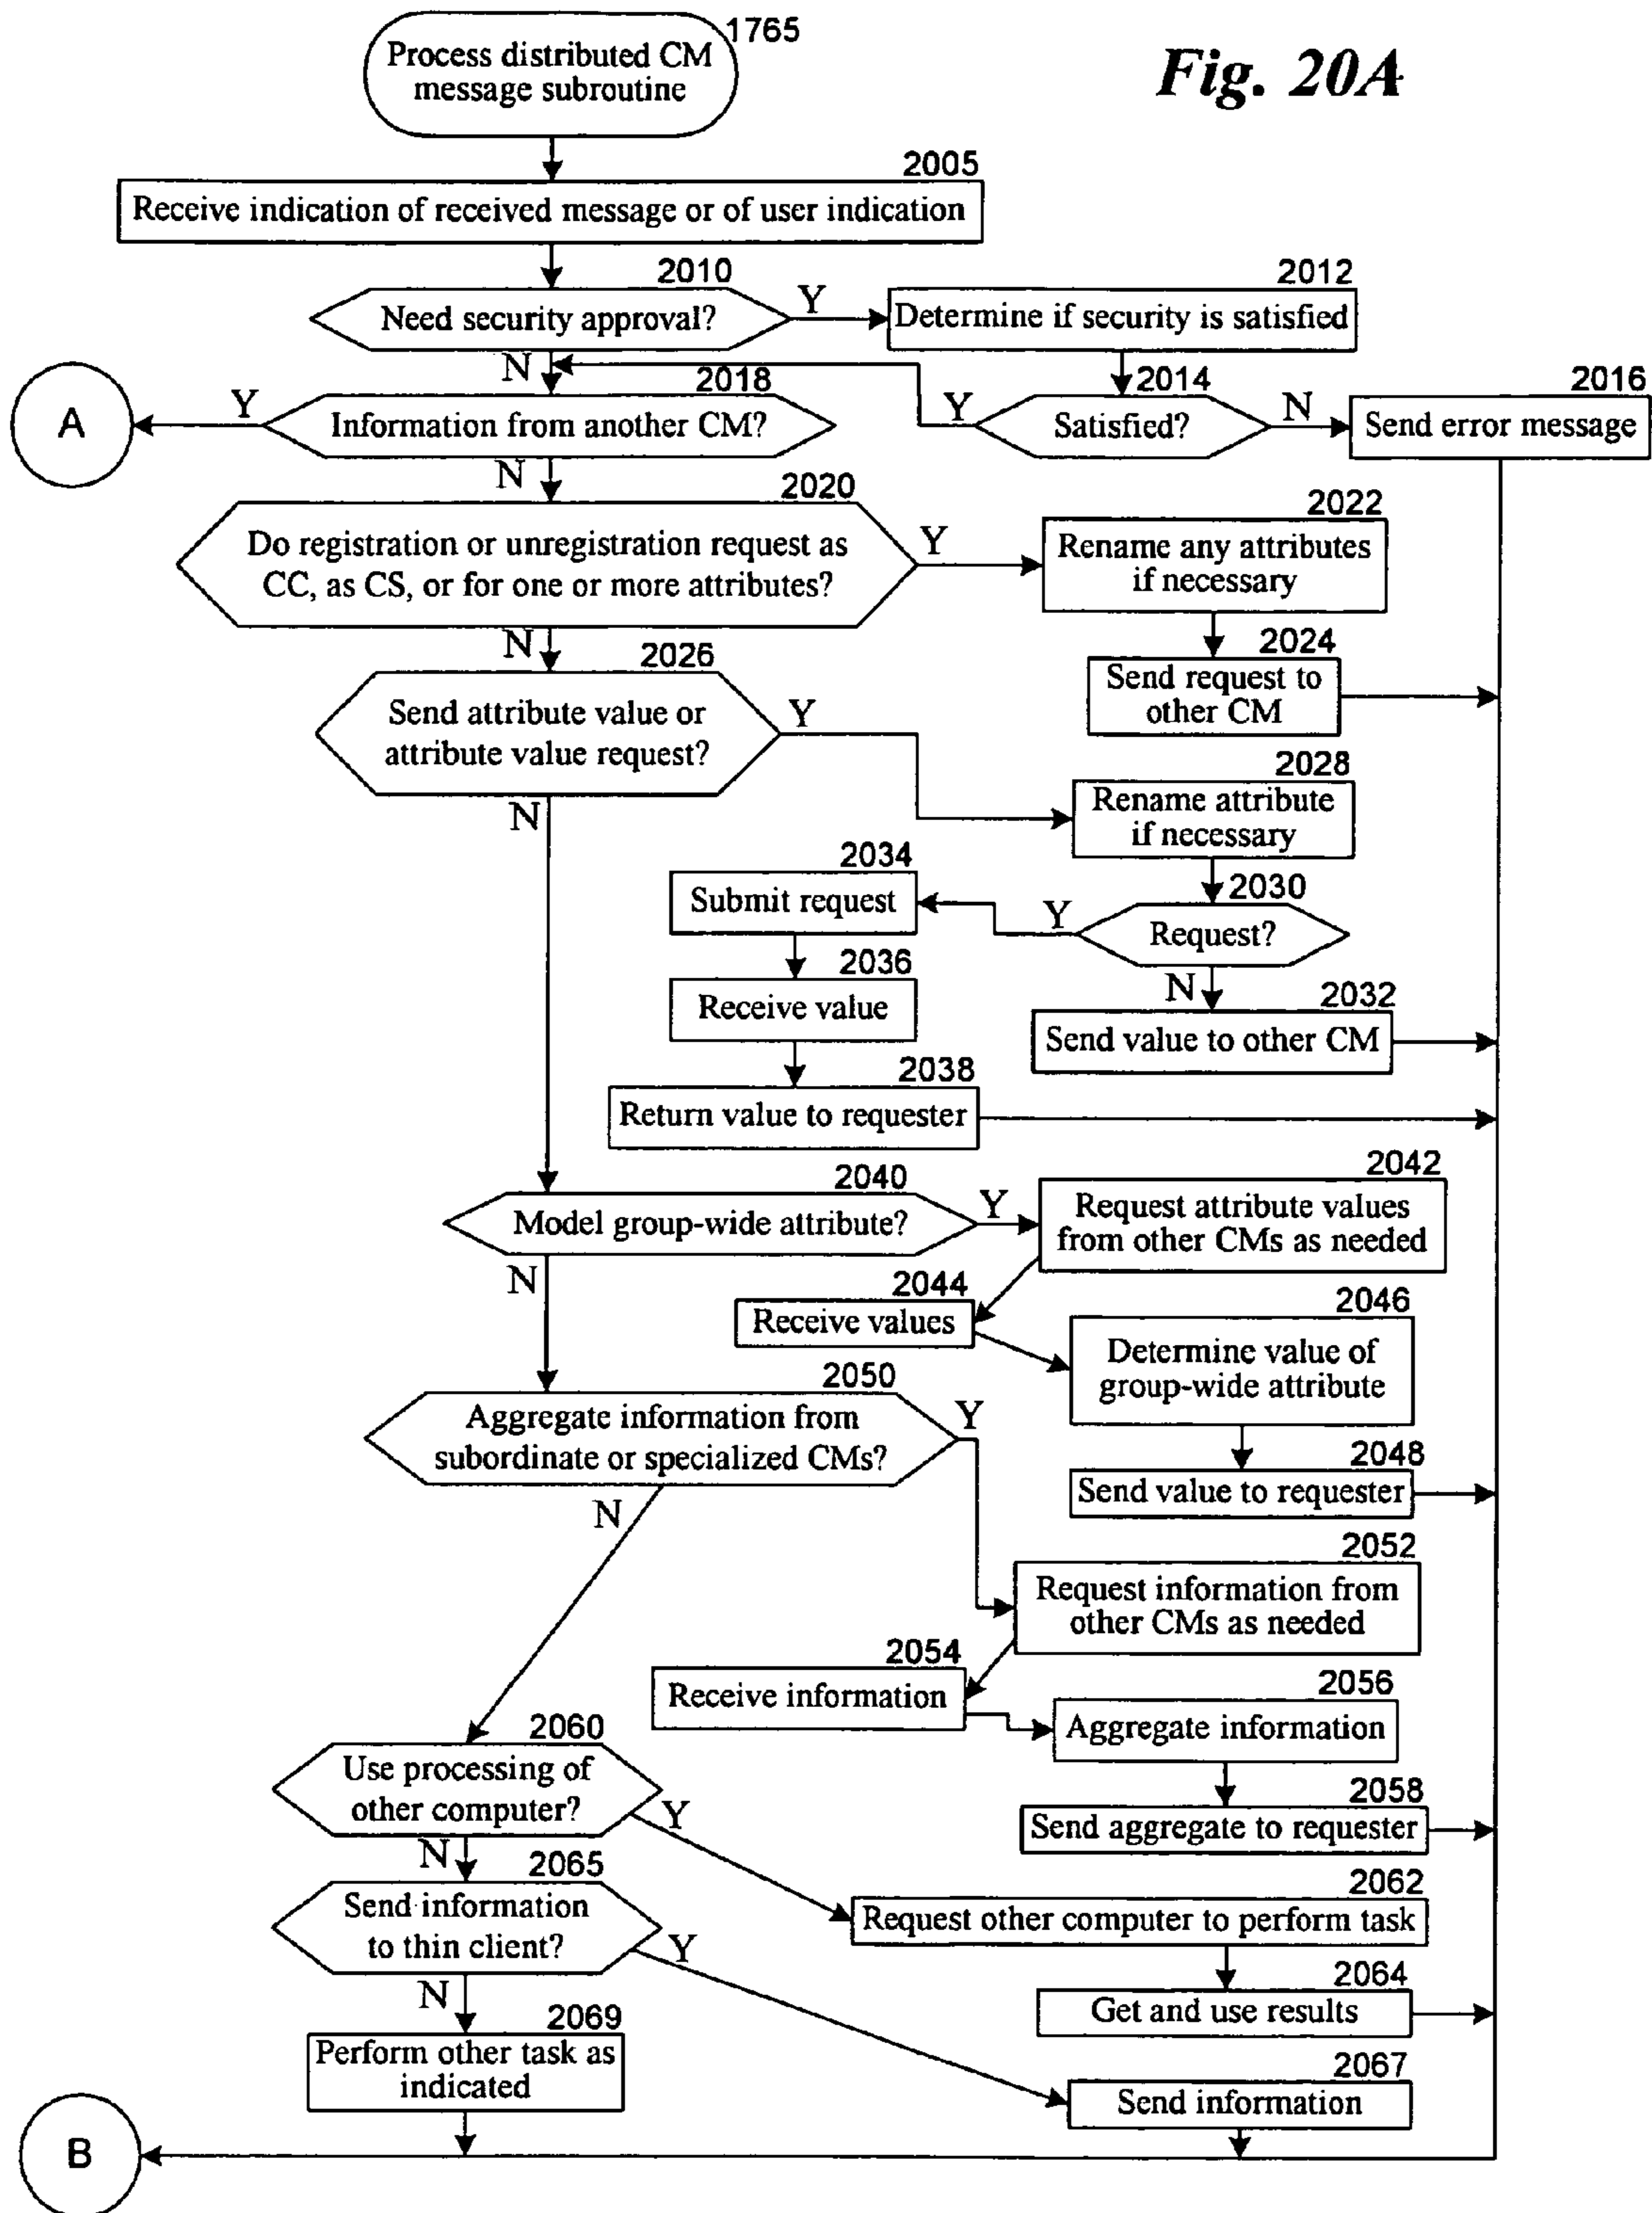 1765
Process distributed CM
message subroutine
Fig. 20A
2005
Receive indication of received message or of user indication
2010
Need security approval?
Y
2012
Determine if security is satisfied
N
2018
Information from another CM?
Y
A
2014
Satisfied?
Y
N
2016
Send error message
N
2020
Do registration or unregistration request as
CC, as CS, or for one or more attributes?
Y
2022
Rename any attributes
if necessary
2024
Send request to
other CM
N
2026
Send attribute value or
attribute value request?
Y
2028
Rename attribute
if necessary
2030
Request?
Y
2034
Submit request
2036
Receive value
2038
Return value to requester
N
2032
Send value to other CM
N
2040
Model group-wide attribute?
Y
2042
Request attribute values
from other CMs as needed
2044
Receive values
2046
Determine value of
group-wide attribute
2048
Send value to requester
N
2050
Aggregate information from
subordinate or specialized CMs?
Y
2052
Request information from
other CMs as needed
2054
Receive information
2056
Aggregate information
2058
Send aggregate to requester
N
2060
Use processing of
other computer?
Y
2062
Request other computer to perform task
2064
Get and use results
N
2065
Send information
to thin client?
Y
2067
Send information
N
2069
Perform other task as
indicated
B